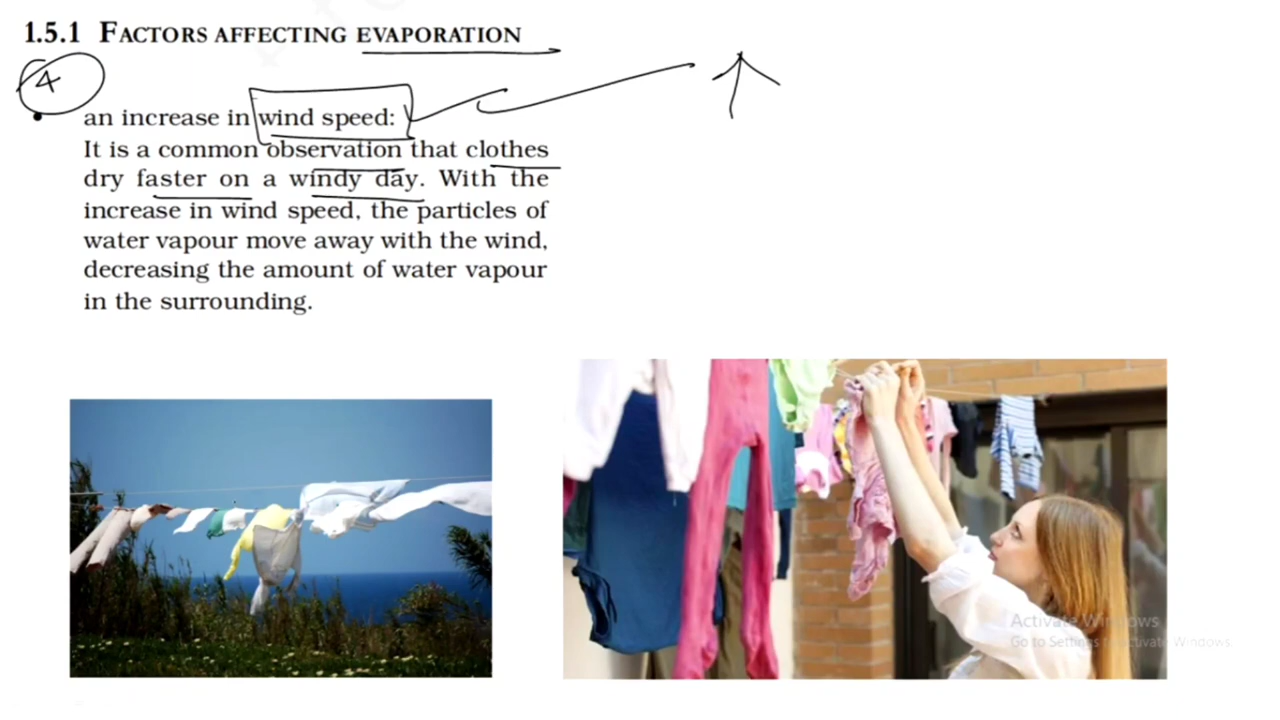 1.5.1 FACTORS AFFECTING EVAPORATION
4
• an increase in wind speed:
It is a common observation that clothes
dry faster on a windy day. With the
increase in wind speed, the particles of
water vapour move away with the wind,
decreasing the amount of water vapour
in the surrounding.
Activate Windows
Go to Settings to activate Windows.